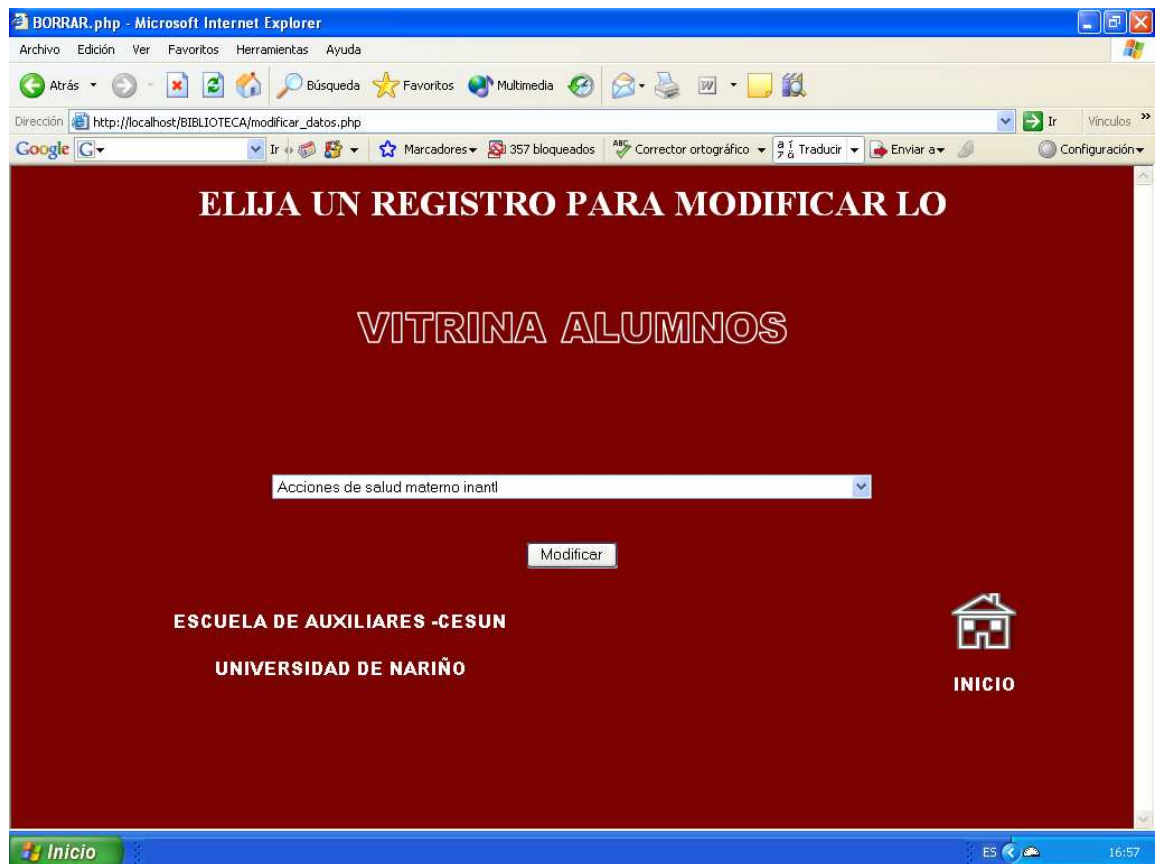 BORRAR.php - Microsoft Internet Explorer
Archivo Edición Ver Favoritos Herramientas Ayuda
Atrás Búsqueda Favoritos Multimedia
Dirección http://localhost/BIBLIOTECA/modificar_datos.php Ir Vínculos »
Google G Ir Marcadores 357 bloqueados ABC Corrector ortográfico Traducir Enviar a Configuración
ELIJA UN REGISTRO PARA MODIFICAR LO
VITRINA ALUMNOS
Acciones de salud materno inantl
Modificar
ESCUELA DE AUXILIARES -CESUN
UNIVERSIDAD DE NARIÑO
INICIO
Inicio ES 16:57